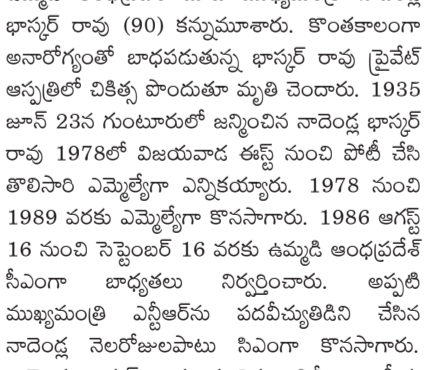 భాస్కర్ రావు (90) కన్నుమూశారు. కొంతకాలంగా
అనారోగ్యంతో బాధపడుతున్న భాస్కర్ రావు ప్రైవేట్
ఆస్పత్రిలో చికిత్స పొందుతూ మృతి చెందారు. 1935
జూన్ 23న గుంటూరులో జన్మించిన నాదెండ్ల భాస్కర్
రావు 1978లో విజయవాడ ఈస్ట్ నుంచి పోటీ చేసి
తొలిసారి ఎమ్మెల్యేగా ఎన్నికయ్యారు. 1978 నుంచి
1989 వరకు ఎమ్మెల్యేగా కొనసాగారు. 1986 ఆగస్ట్
16 నుంచి సెప్టెంబర్ 16 వరకు ఉమ్మడి ఆంధప్రదేశ్
సీఎంగా బాధ్యతలు నిర్వర్తించారు. అప్పటి
ముఖ్యమంత్రి ఎన్టీఆర్‌ను పదవీచ్యుతిడిని చేసిన
నాదెండ్ల నెలరోజులపాటు సిఎంగా కొనసాగారు.